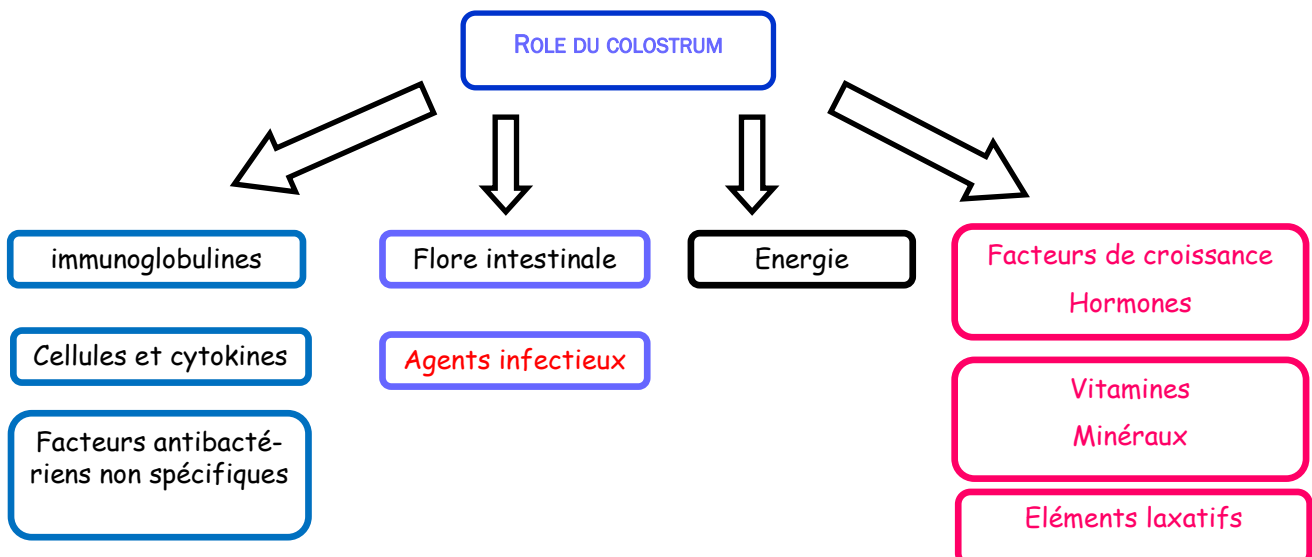 ROLE DU COLOSTRUM
immunoglobulines
Flore intestinale
Energie
Facteurs de croissance
Hormones
Cellules et cytokines
Agents infectieux
Vitamines
Minéraux
Facteurs antibacté-
riens non spécifiques
Eléments laxatifs